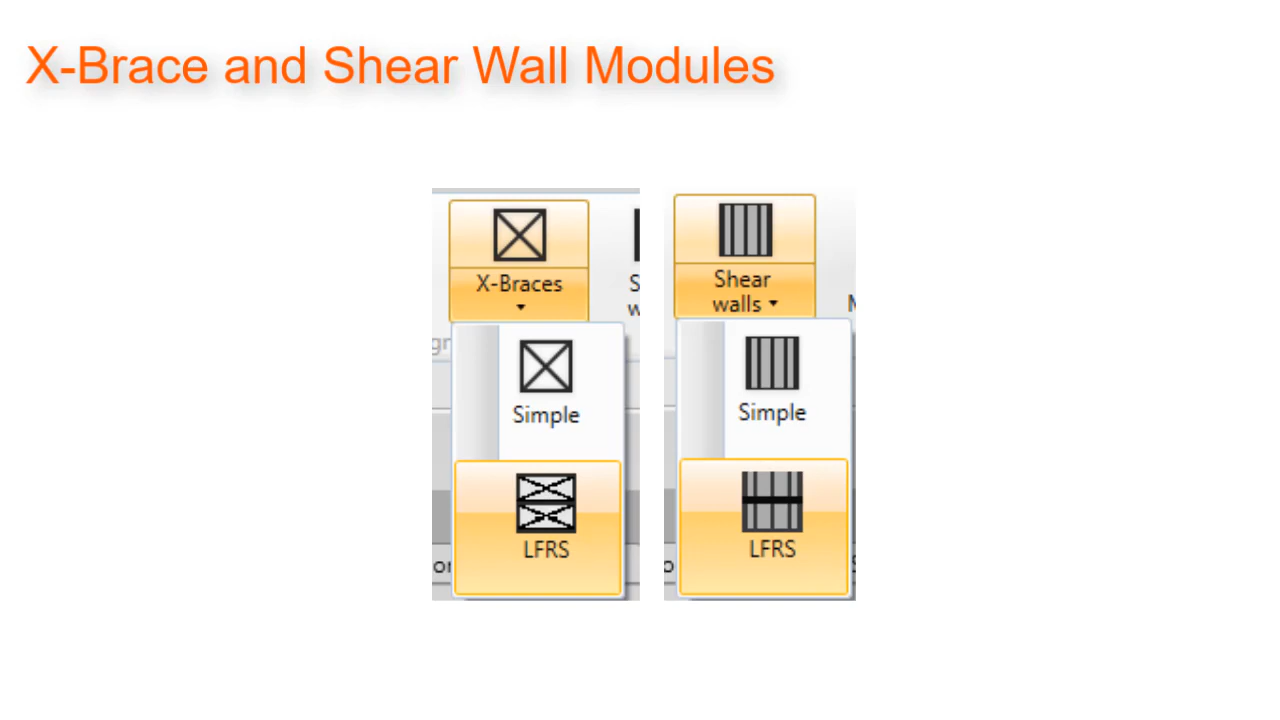 X-Brace and Shear Wall Modules
X-Braces
Simple
LFRS
Shear
walls
Simple
LFRS